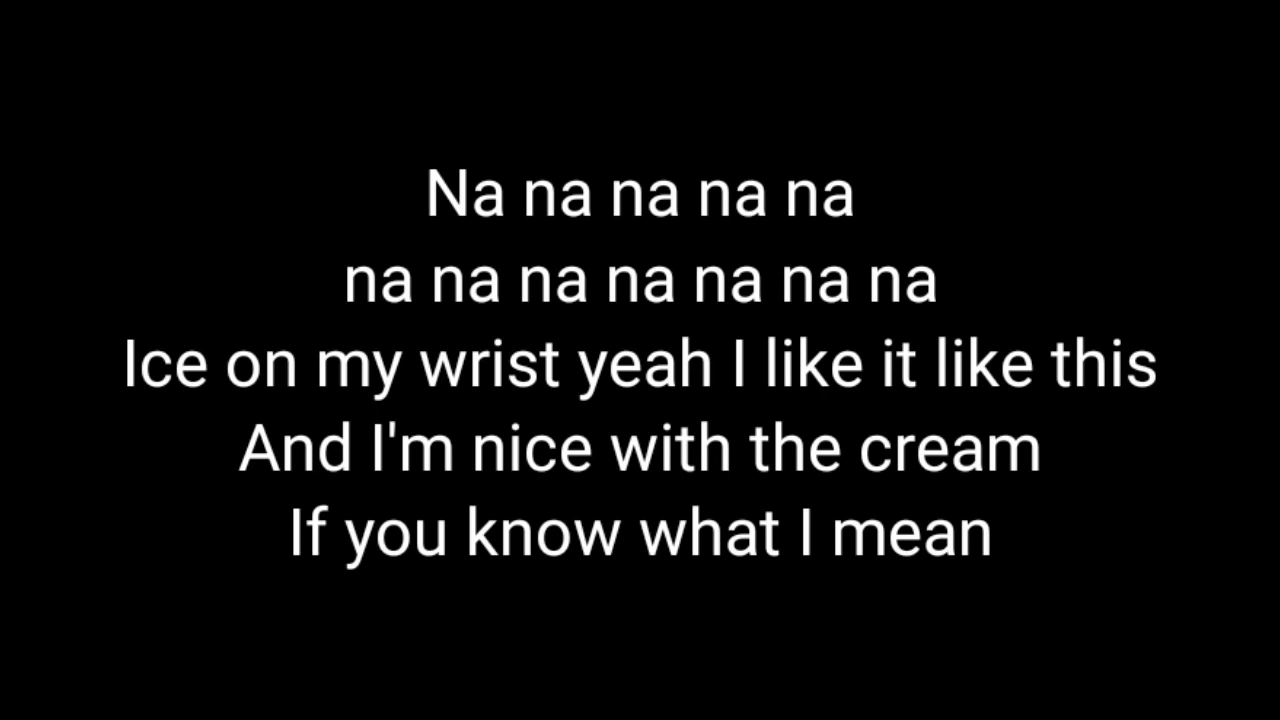 Na na na na na
na na na na na na na
Ice on my wrist yeah I like it like this
And I'm nice with the cream
If you know what I mean